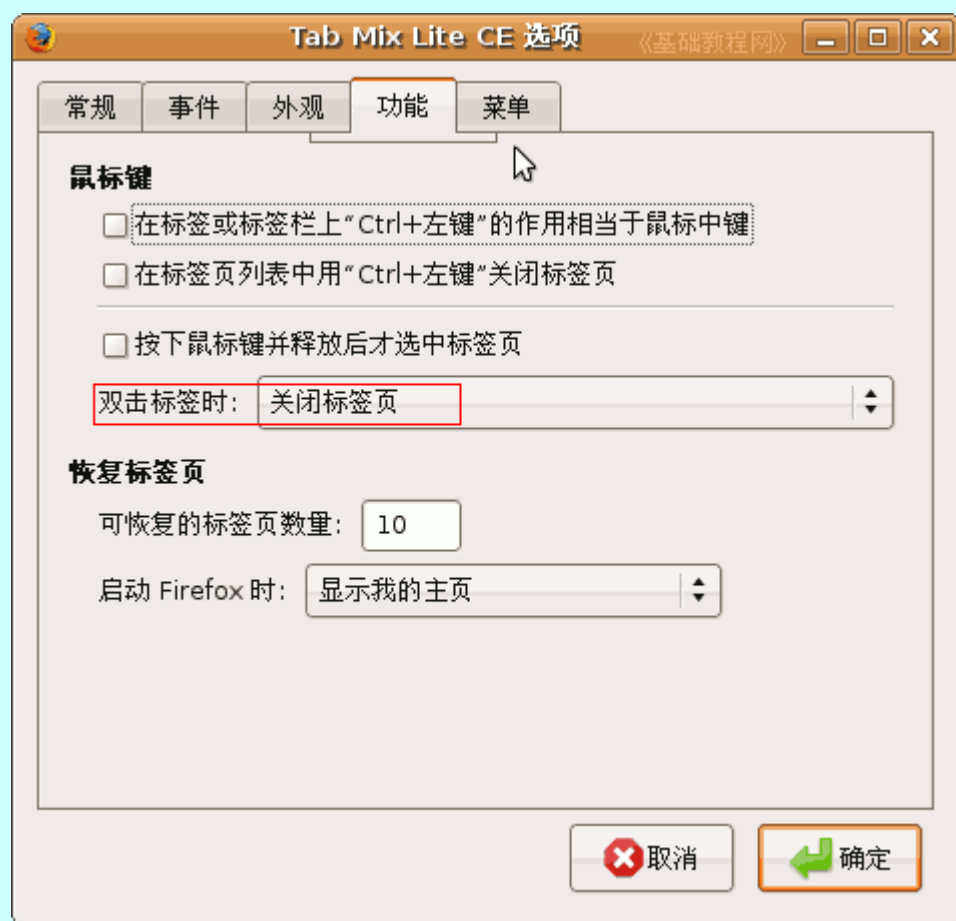 Tab Mix Lite CE 选项 《基础教程网》
常规 事件 外观 功能 菜单
鼠标键
在标签或标签栏上“Ctrl+左键”的作用相当于鼠标中键
在标签页列表中用“Ctrl+左键”关闭标签页
按下鼠标键并释放后才选中标签页
双击标签时: 关闭标签页
恢复标签页
可恢复的标签页数量: 10
启动 Firefox 时: 显示我的主页
取消 确定